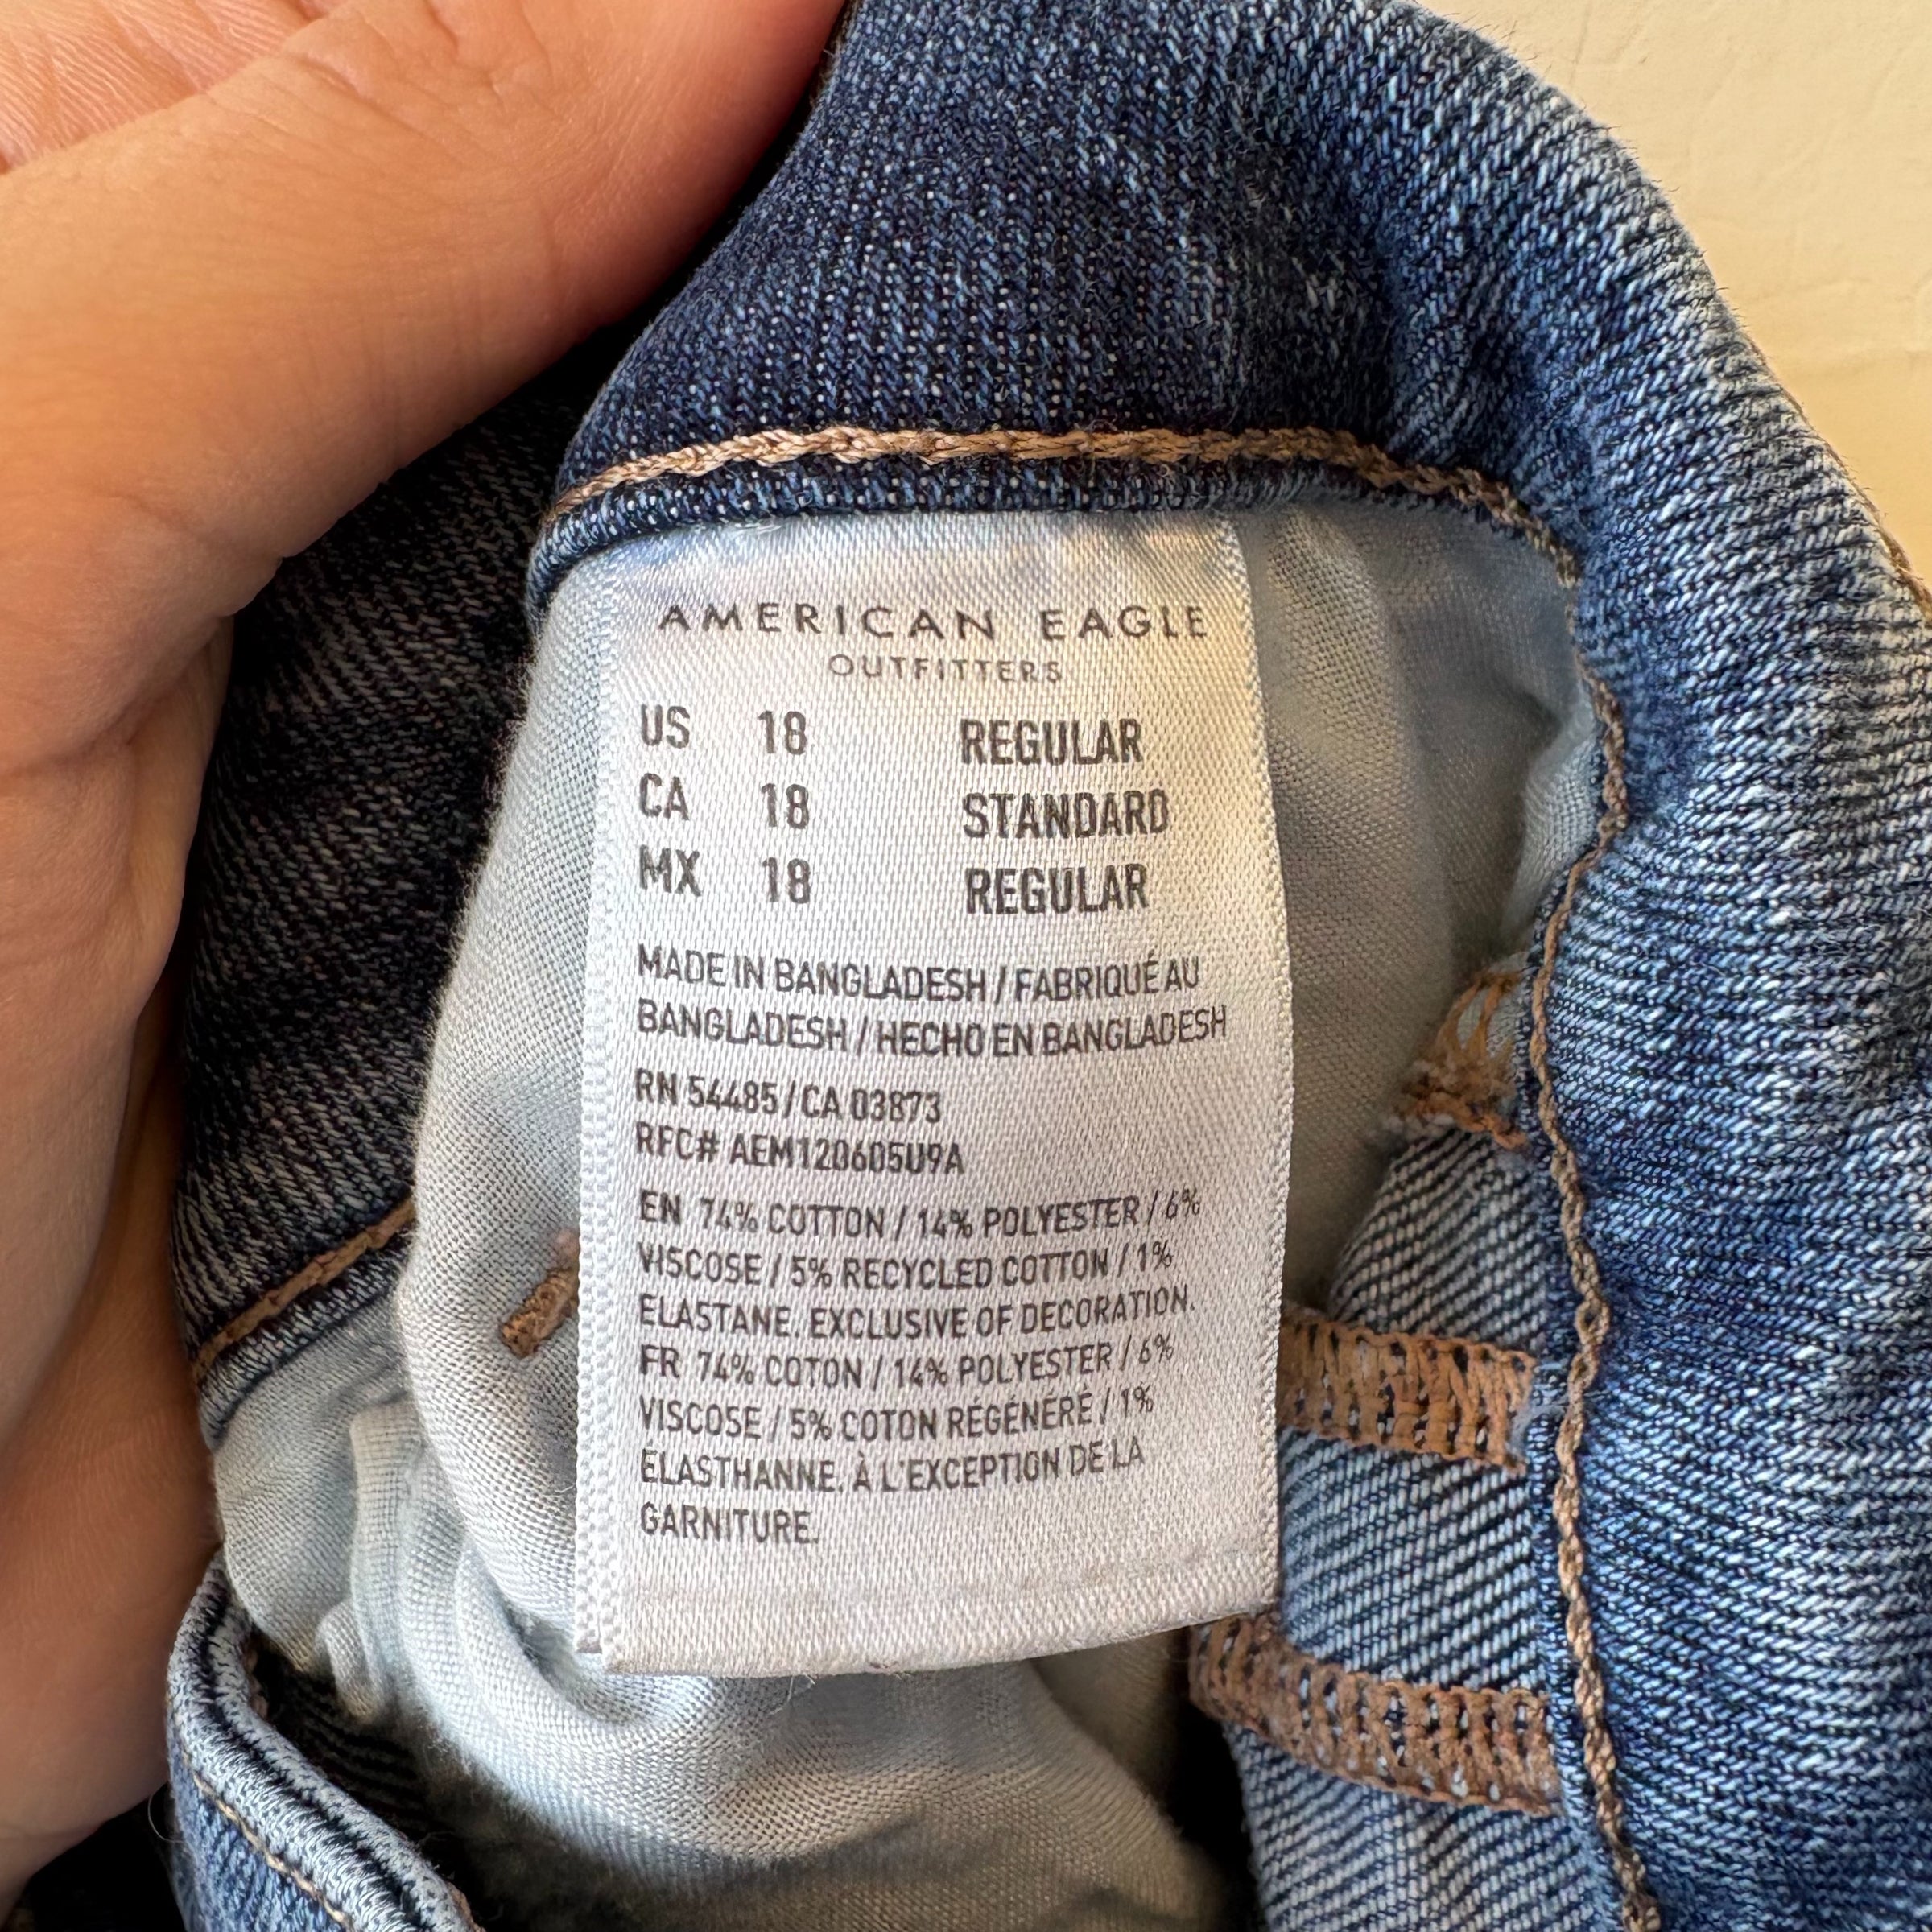 AMERICAN EAGLE
OUTFITTERS
US 18 REGULAR
CA 18 STANDARD
MX 18 REGULAR
MADE IN BANGLADESH / FABRIQUÉ AU
BANGLADESH / HECHO EN BANGLADESH
RN 54485 / CA 03873
RFC# AEM120605U9A
EN 74% COTTON / 14% POLYESTER / 6%
VISCOSE / 5% RECYCLED COTTON / 1%
ELASTANE. EXCLUSIVE OF DECORATION.
FR 74% COTON / 14% POLYESTER / 6%
VISCOSE / 5% COTON RÉGÉNÉRÉ / 1%
ÉLASTHANNE. À L'EXCEPTION DE LA
GARNITURE.